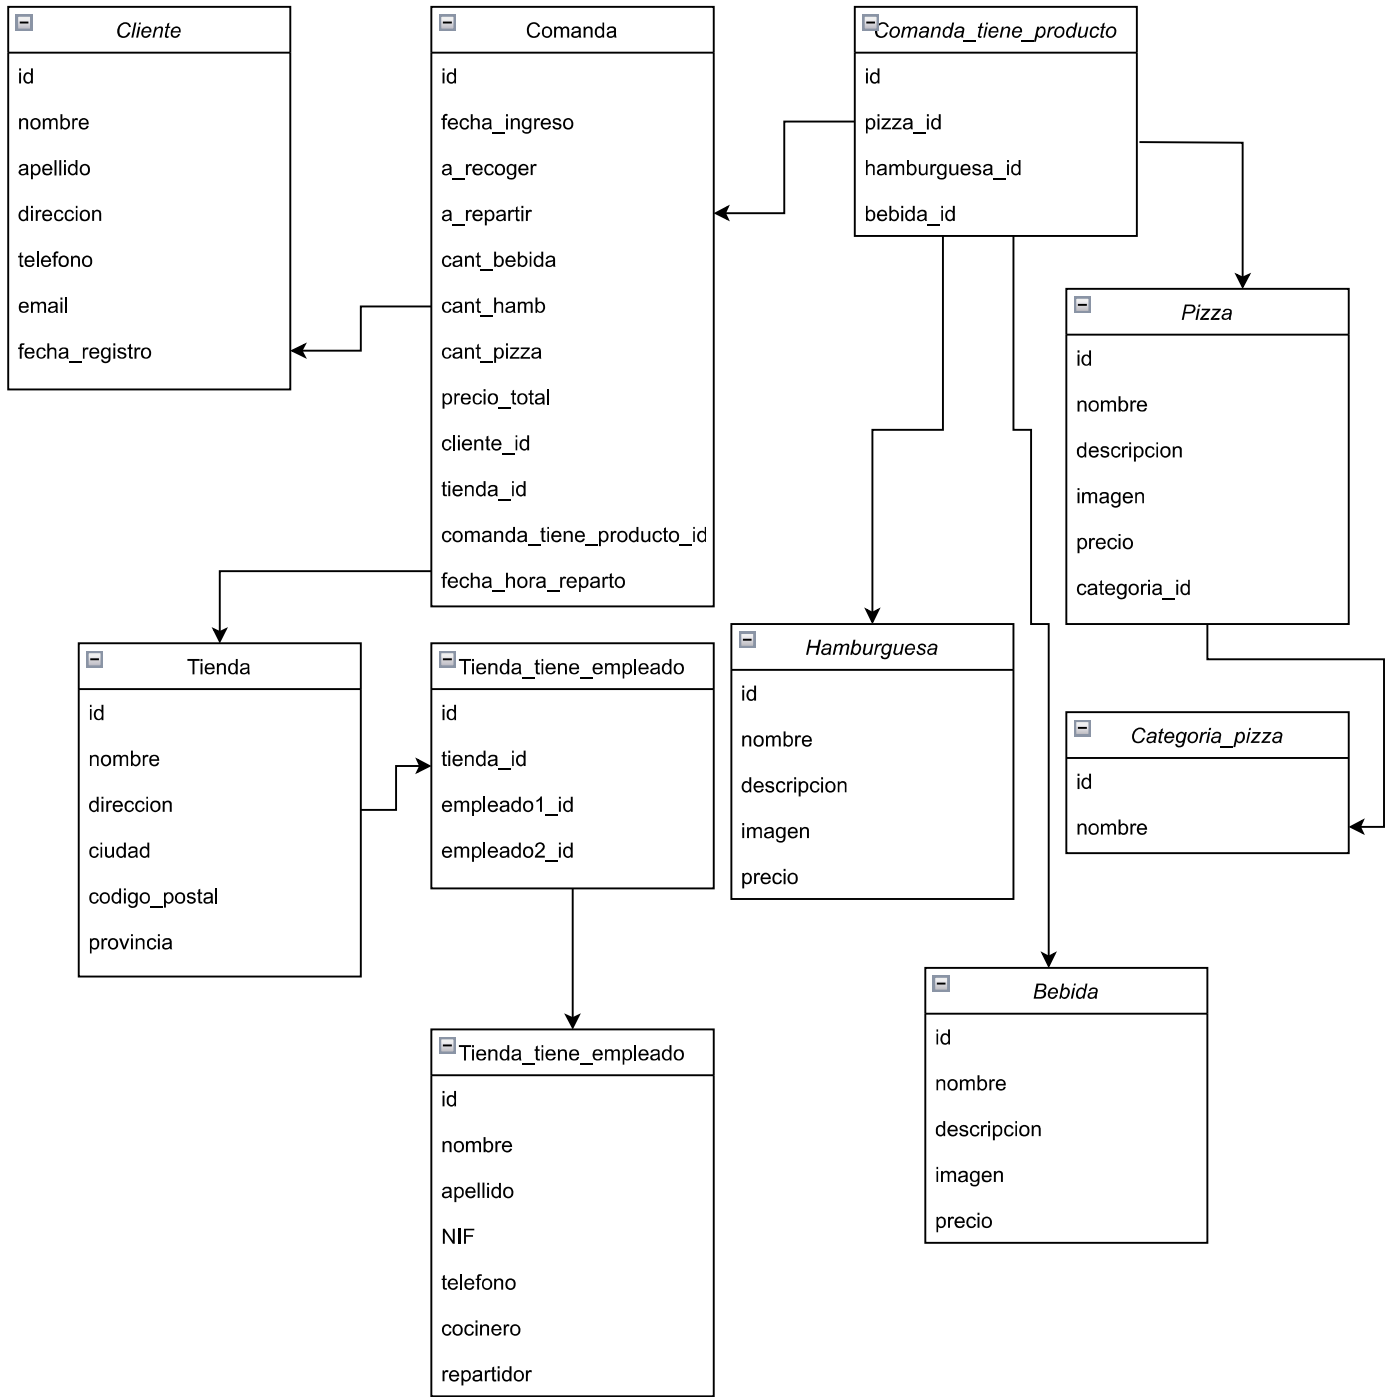 Cliente
id
nombre
apellido
direccion
telefono
email
fecha_registro
Comanda
id
fecha_ingreso
a_recoger
a_repartir
cant_bebida
cant_hamb
cant_pizza
precio_total
cliente_id
tienda_id
comanda_tiene_producto_id
fecha_hora_reparto
Comanda_tiene_producto
id
pizza_id
hamburguesa_id
bebida_id
Pizza
id
nombre
descripcion
imagen
precio
categoria_id
Tienda
id
nombre
direccion
ciudad
codigo_postal
provincia
Tienda_tiene_empleado
id
tienda_id
empleado1_id
empleado2_id
Hamburguesa
id
nombre
descripcion
imagen
precio
Categoria_pizza
id
nombre
Tienda_tiene_empleado
id
nombre
apellido
NIF
telefono
cocinero
repartidor
Bebida
id
nombre
descripcion
imagen
precio